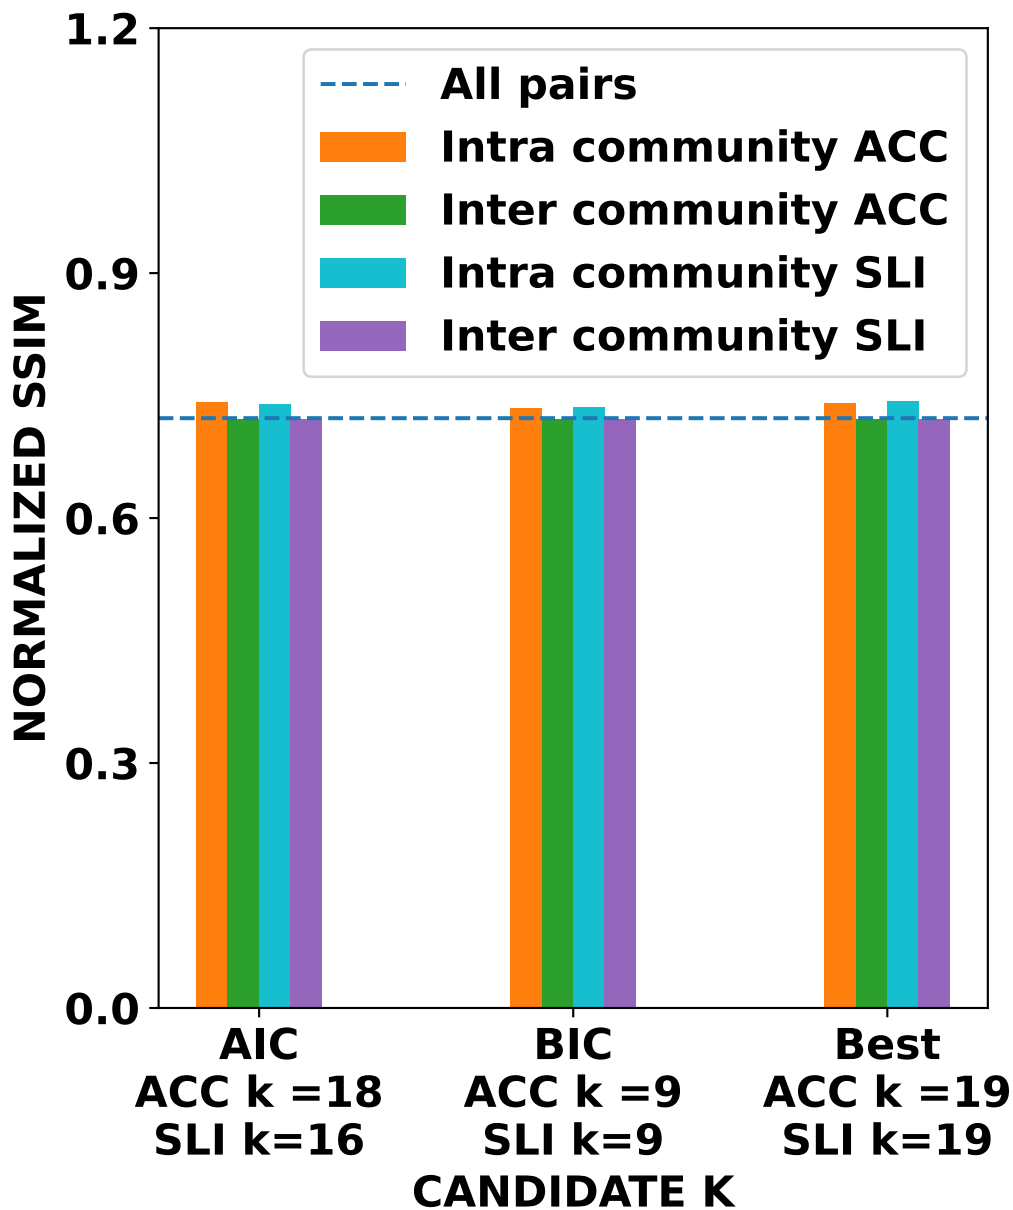 1.2
0.9
0.6
0.3
0.0
NORMALIZED SSIM
All pairs
Intra community ACC
Inter community ACC
Intra community SLI
Inter community SLI
AIC
ACC k =18
SLI k=16
BIC
ACC k =9
SLI k=9
Best
ACC k =19
SLI k=19
CANDIDATE K